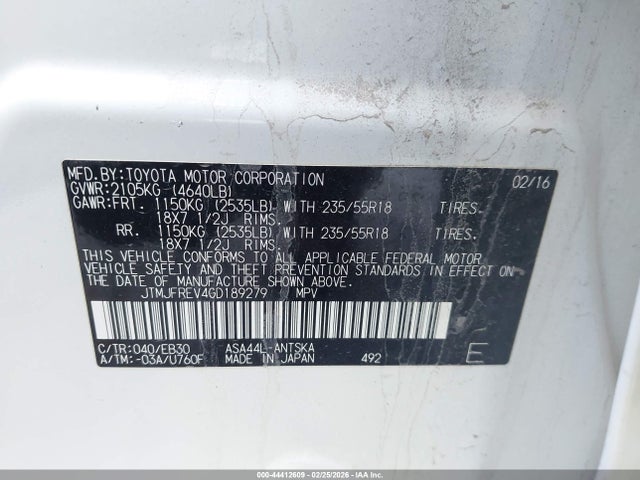 MFD.BY:TOYOTA MOTOR CORPORATION 02/16
GVWR:2105KG (4640LB)
GAWR:FRT. 1150KG (2535LB) WITH 235/55R18 TIRES.
18X7 1/2J RIMS.
RR. 1150KG (2535LB) WITH 235/55R18 TIRES.
18X7 1/2J RIMS.
THIS VEHICLE CONFORMS TO ALL APPLICABLE FEDERAL MOTOR
VEHICLE SAFETY AND THEFT PREVENTION STANDARDS IN
EFFECT ON THE DATE OF MANUFACTURE SHOWN ABOVE.
JTMJFREV4GD189279 MPV
C/TR:040/EB30 ASA44L-ANTSKA
A/TM:-03A/U760F MADE IN JAPAN 492 E
000-44412609 - 02/25/2026 - IAA Inc.